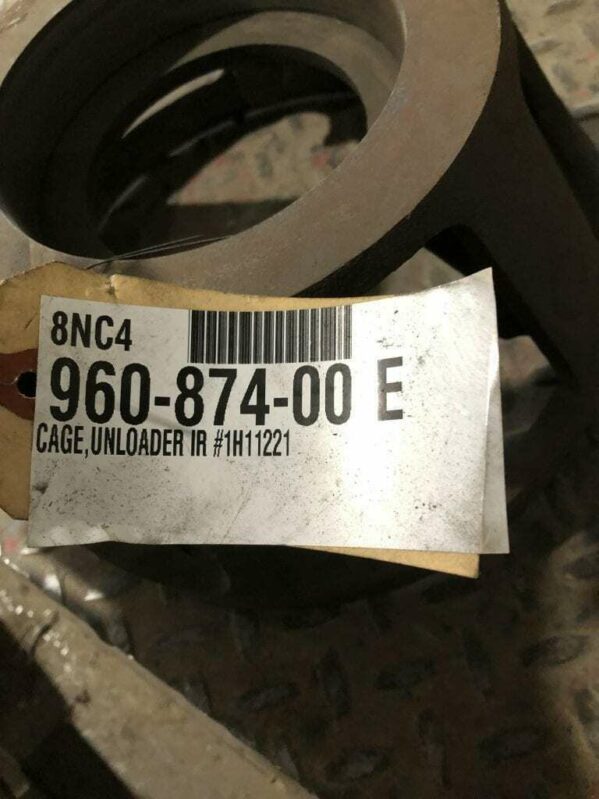 8NC4
960-874-00 E
CAGE,UNLOADER IR #1H11221